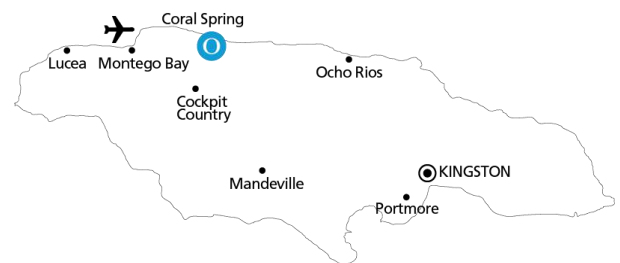 Coral Spring
O
Lucea
Montego Bay
Ocho Rios
Cockpit
Country
Mandeville
KINGSTON
Portmore